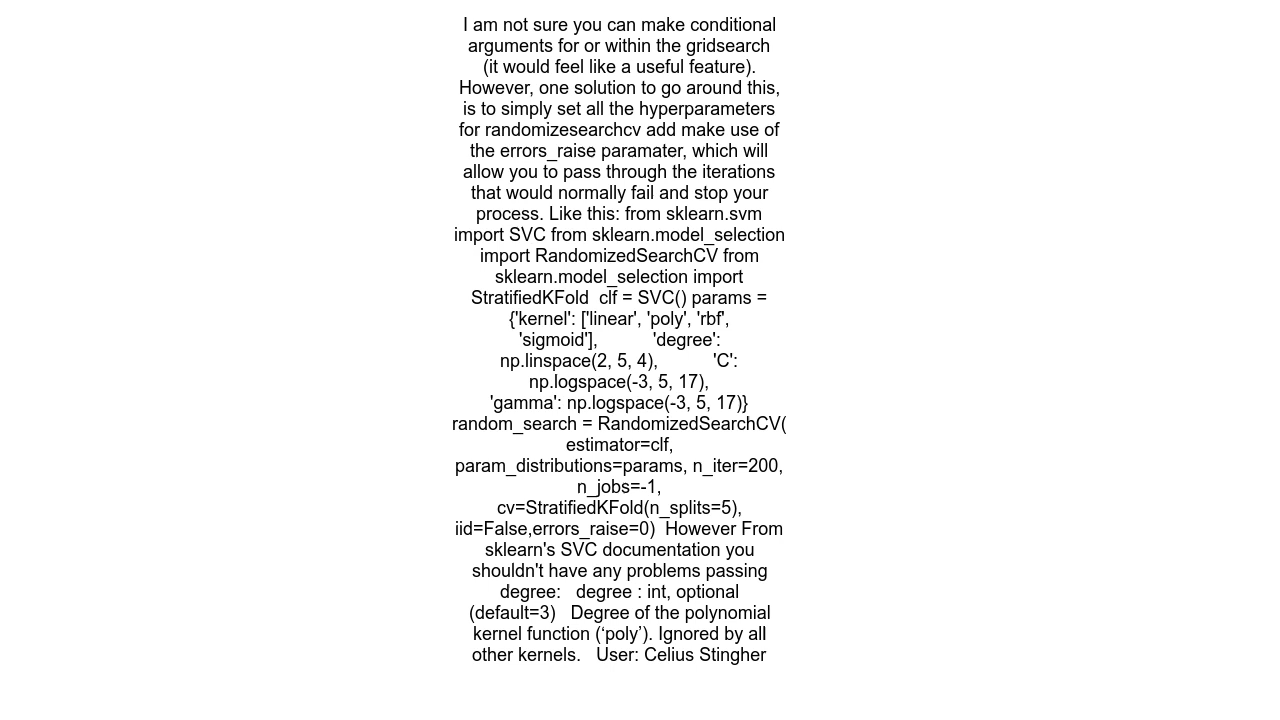 I am not sure you can make conditional
arguments for or within the gridsearch
(it would feel like a useful feature).
However, one solution to go around this,
is to simply set all the hyperparameters
for randomizesearchcv add make use of
the errors_raise paramater, which will
allow you to pass through the iterations
that would normally fail and stop your
process. Like this: from sklearn.svm
import SVC from sklearn.model_selection
import RandomizedSearchCV from
sklearn.model_selection import
StratifiedKFold  clf = SVC() params =
{'kernel': ['linear', 'poly', 'rbf',
'sigmoid'],           'degree':
np.linspace(2, 5, 4),           'C':
np.logspace(-3, 5, 17),
'gamma': np.logspace(-3, 5, 17)}
random_search = RandomizedSearchCV(
estimator=clf,
param_distributions=params, n_iter=200,
n_jobs=-1,
cv=StratifiedKFold(n_splits=5),
iid=False,errors_raise=0)  However From
sklearn's SVC documentation you
shouldn't have any problems passing
degree:   degree : int, optional
(default=3)   Degree of the polynomial
kernel function (‘poly’). Ignored by all
other kernels.   User: Celius Stingher